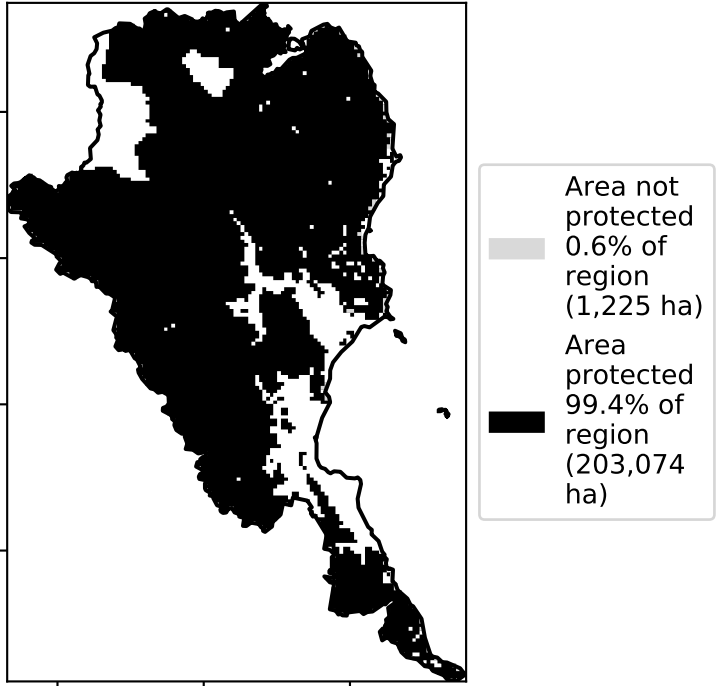 Area not
protected
0.6% of
region
(1,225 ha)
Area
protected
99.4% of
region
(203,074
ha)